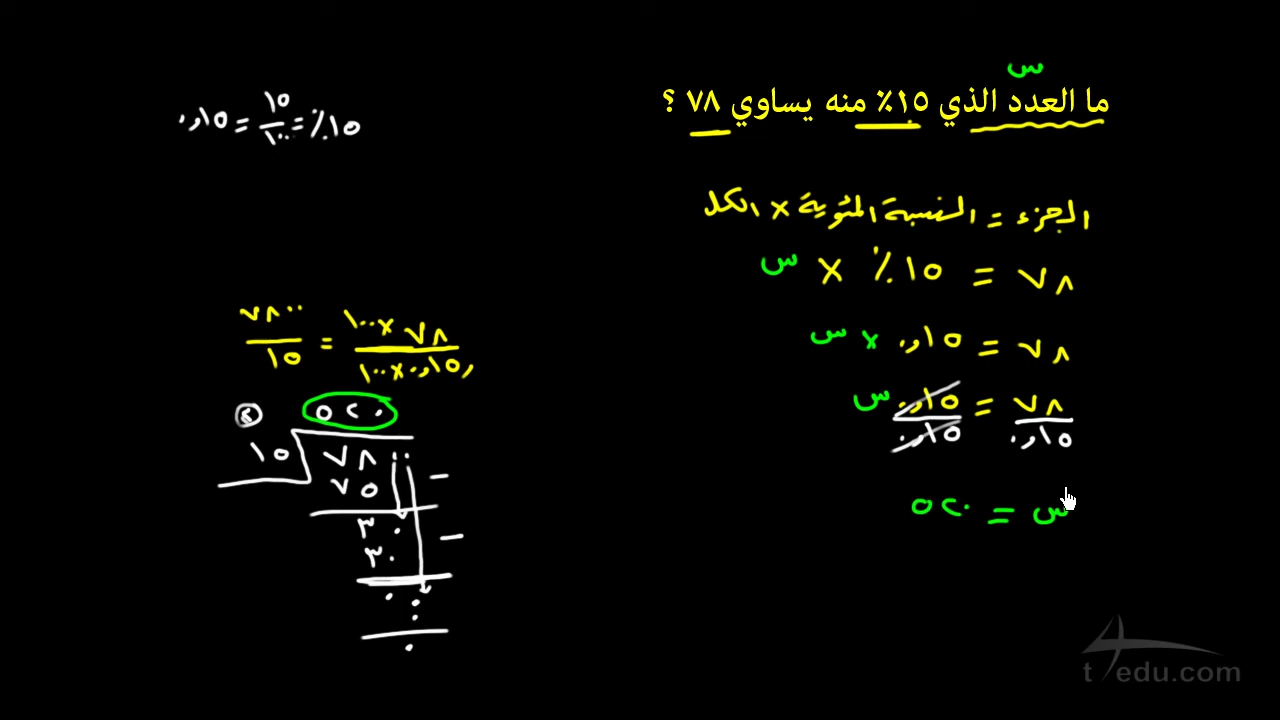 س
ما العدد الذي ١٥٪ منه يساوي ٧٨ ؟
٪١٥ = ١٥/١٠٠ = ٠٫١٥
الجزء = النسبة المئوية × الكل
٧٨ = ١٥٪ × س
٧٨ = ٠٫١٥ × س
٧٨/٠٫١٥ = ٠٫١٥/٠٫١٥ س
س = ٥٢٠
٧٨ × ١٠٠/٠٫١٥ × ١٠٠ = ٧٨٠٠/١٥
٥٢٠
١٥ ٧٨٠٠
٧٥ -
٣٠
٣٠ -
٠٠
٠
٠
t4edu.com